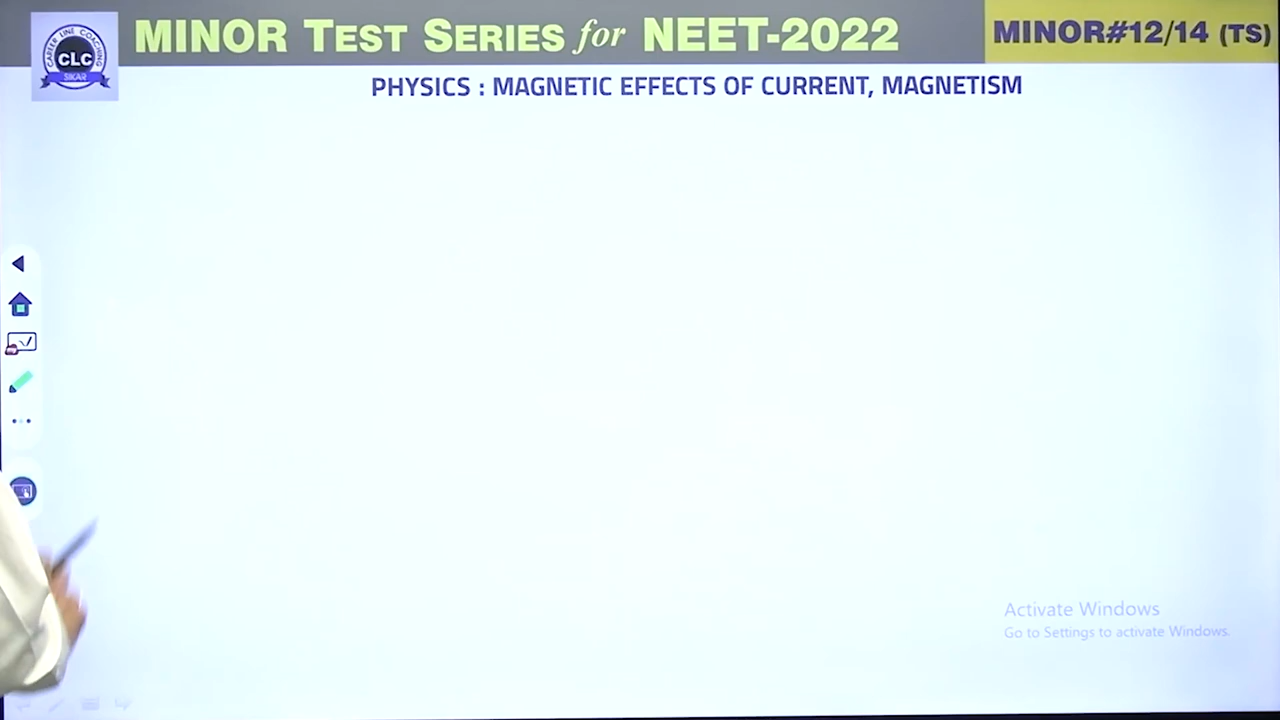 MINOR TEST SERIES for NEET-2022
MINOR#12/14 (TS)
CAREER LINE COACHING
CLC
SIKAR
PHYSICS : MAGNETIC EFFECTS OF CURRENT, MAGNETISM
Activate Windows
Go to Settings to activate Windows.